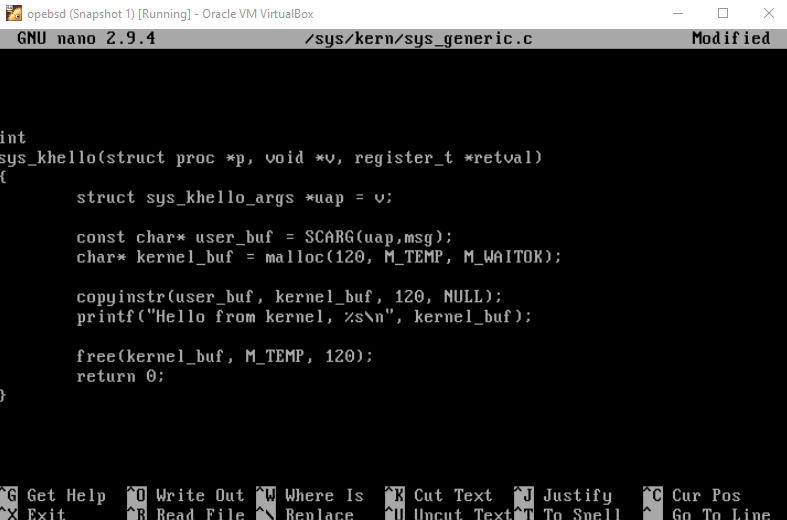 opebsd (Snapshot 1) [Running] - Oracle VM VirtualBox
GNU nano 2.9.4 /sys/kern/sys_generic.c Modified
int
sys_khello(struct proc *p, void *v, register_t *retval)
{
struct sys_khello_args *uap = v;
const char* user_buf = SCARG(uap,msg);
char* kernel_buf = malloc(120, M_TEMP, M_WAITOK);
copyinstr(user_buf, kernel_buf, 120, NULL);
printf("Hello from kernel, %s\n", kernel_buf);
free(kernel_buf, M_TEMP, 120);
return 0;
}
^G Get Help ^O Write Out ^W Where Is ^K Cut Text ^J Justify ^C Cur Pos
^X Exit ^R Read File ^\ Replace ^U Uncut Text ^T To Spell ^_ Go To Line